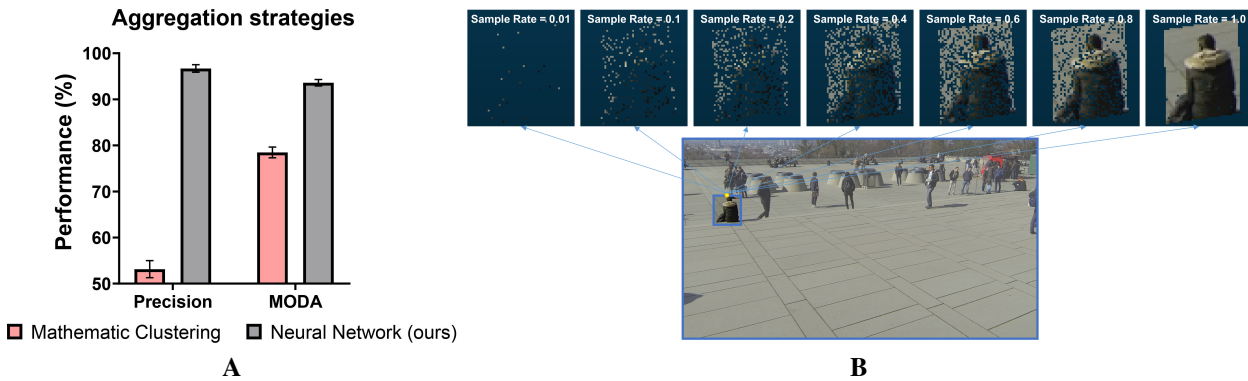 Aggregation strategies
Performance (%)
100
90
80
70
60
50
Precision MODA
Mathematic Clustering Neural Network (ours)
A
Sample Rate = 0.01 Sample Rate = 0.1 Sample Rate = 0.2 Sample Rate = 0.4 Sample Rate = 0.6 Sample Rate = 0.8 Sample Rate = 1.0
B